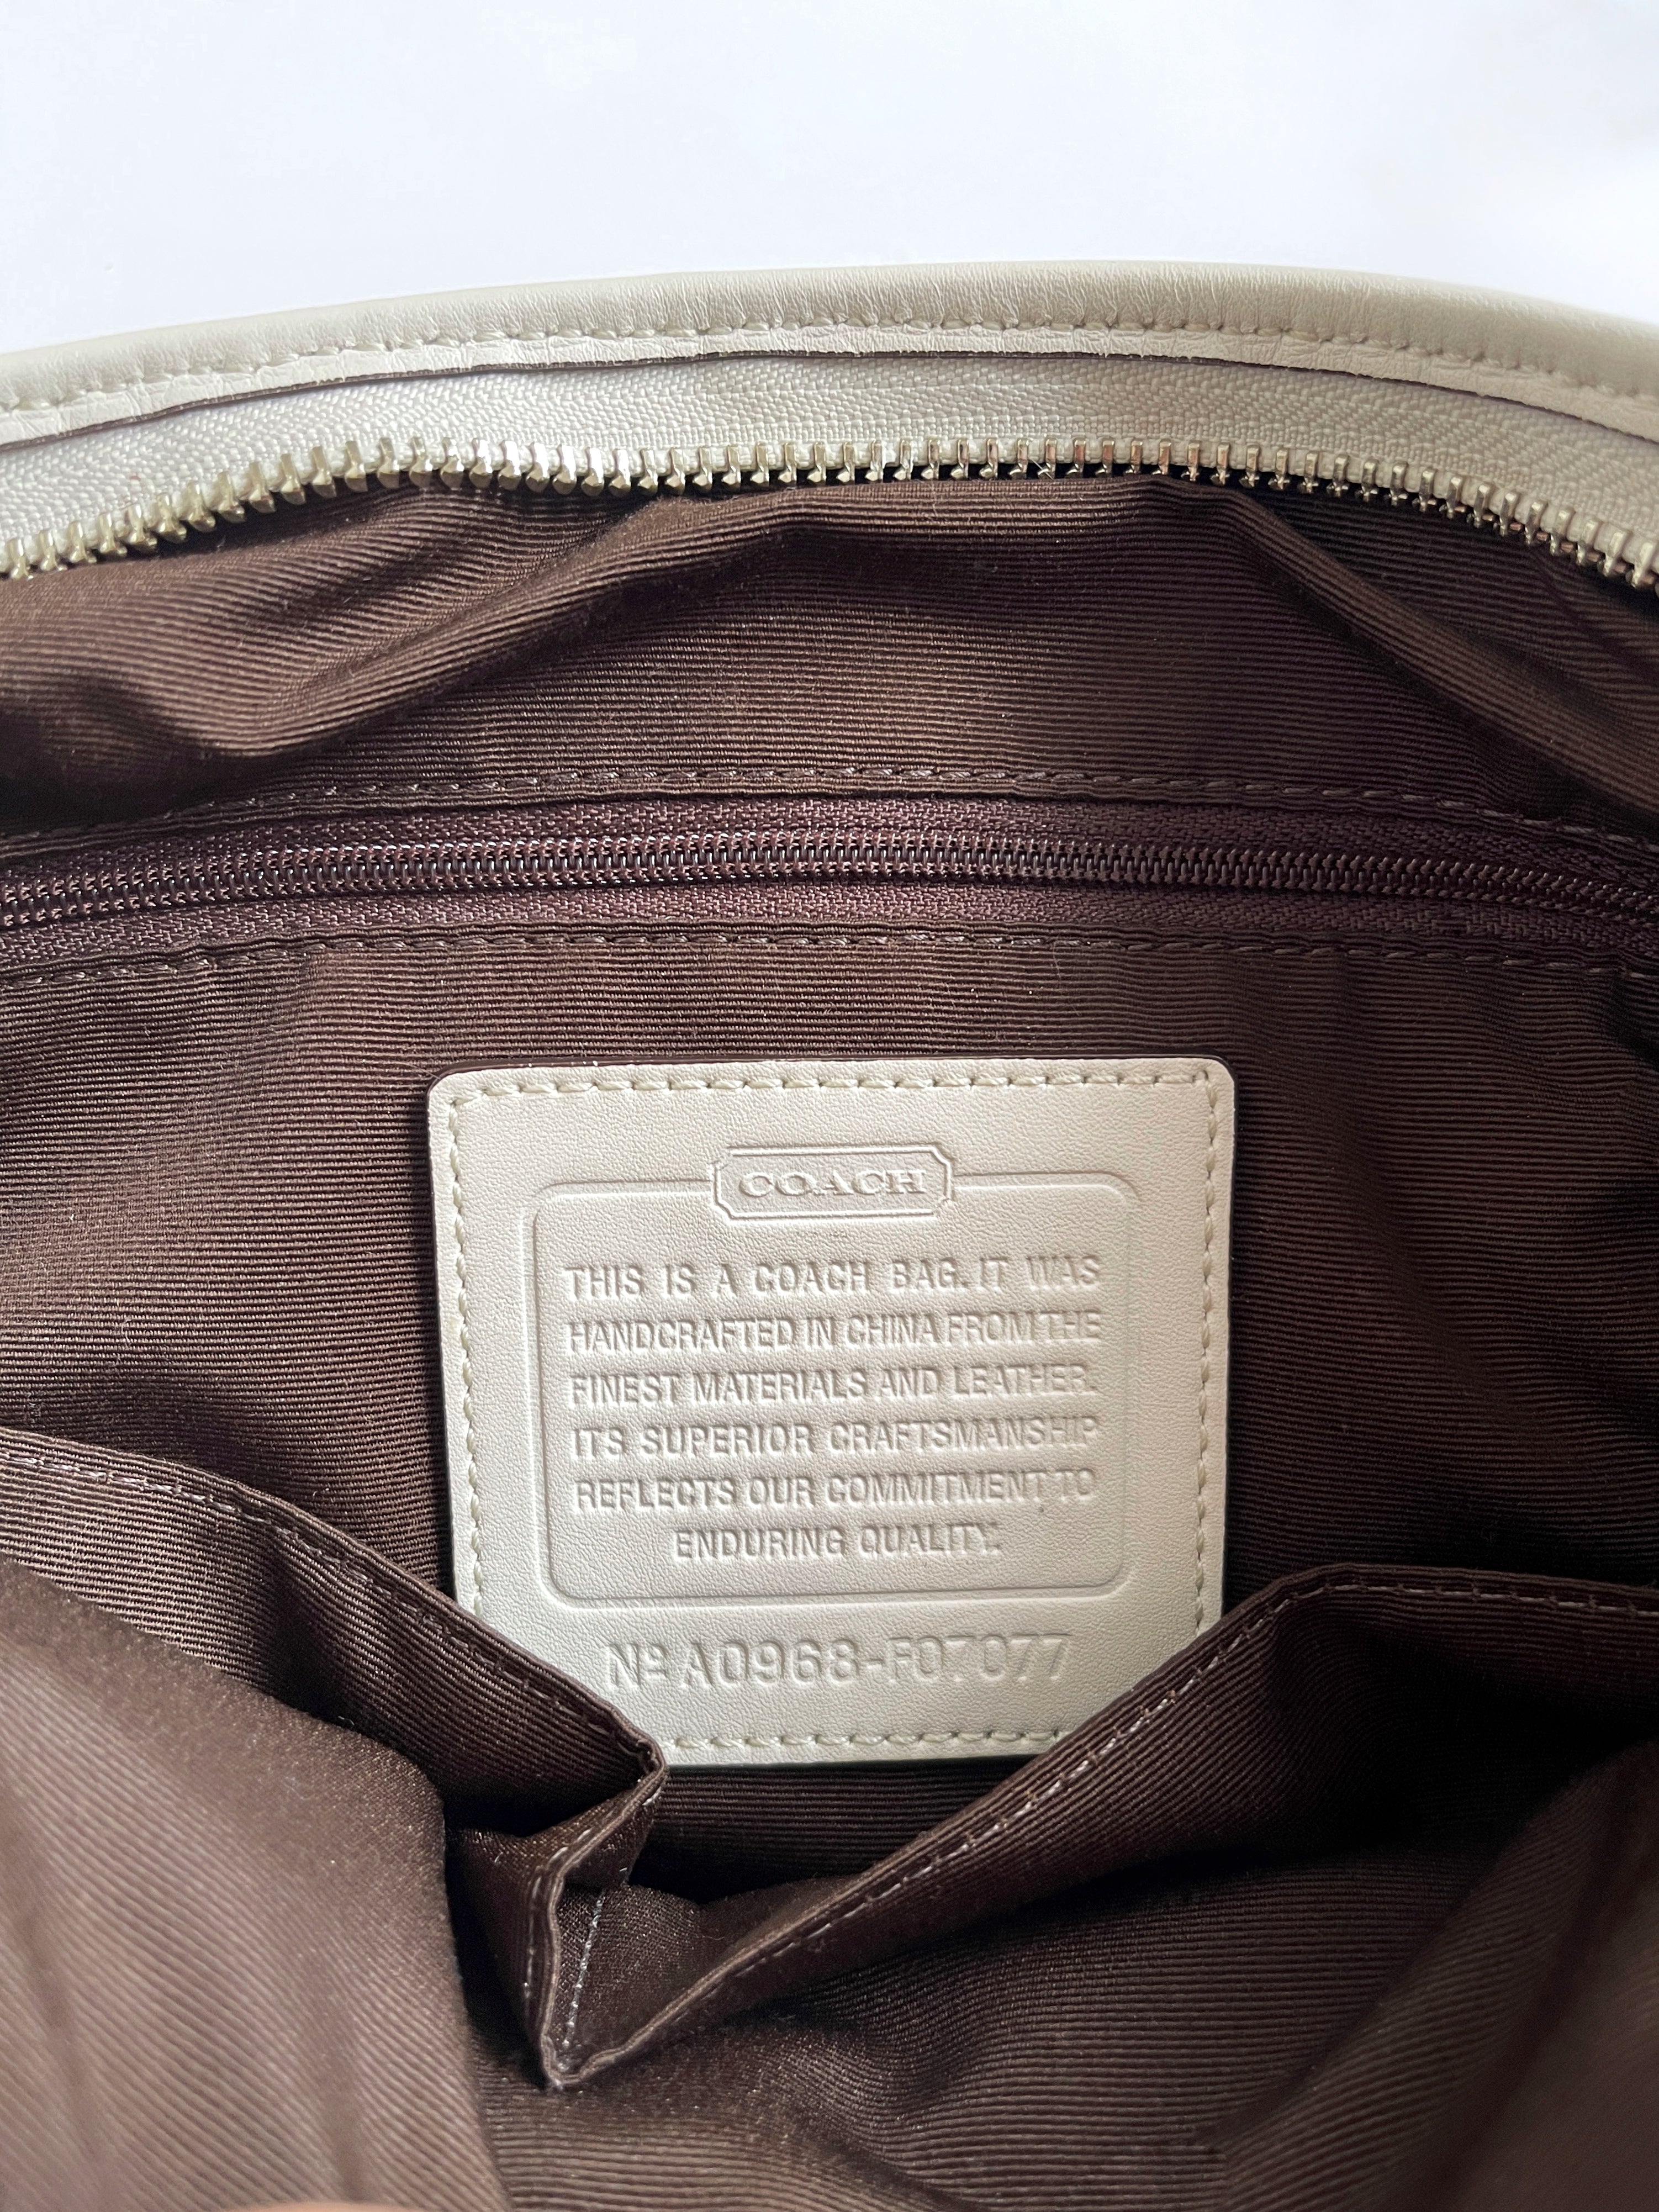 COACH
THIS IS A COACH BAG. IT WAS
HANDCRAFTED IN CHINA FROM THE
FINEST MATERIALS AND LEATHER.
ITS SUPERIOR CRAFTSMANSHIP
REFLECTS OUR COMMITMENT TO
ENDURING QUALITY.
Nº A0968-F07077